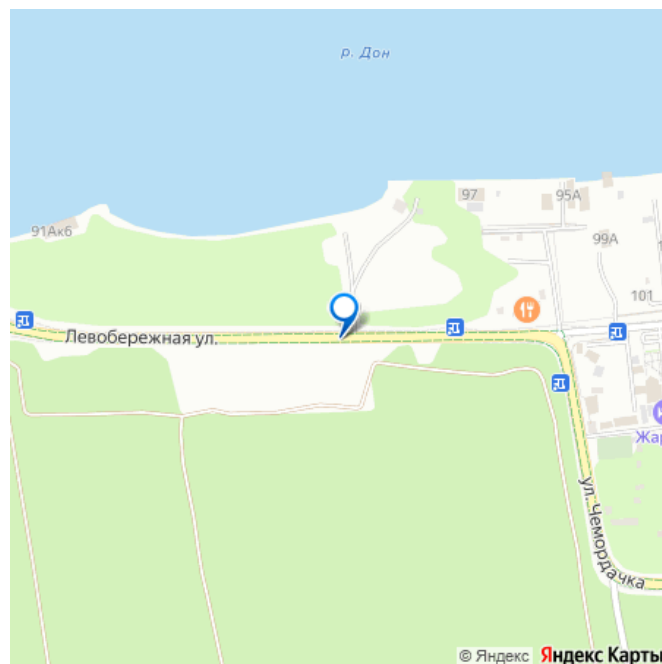 р. Дон
97
95А
91Ак6
99А
101
Левобережная ул.
Жар
ул. Чемордачка
© Яндекс Яндекс Карты